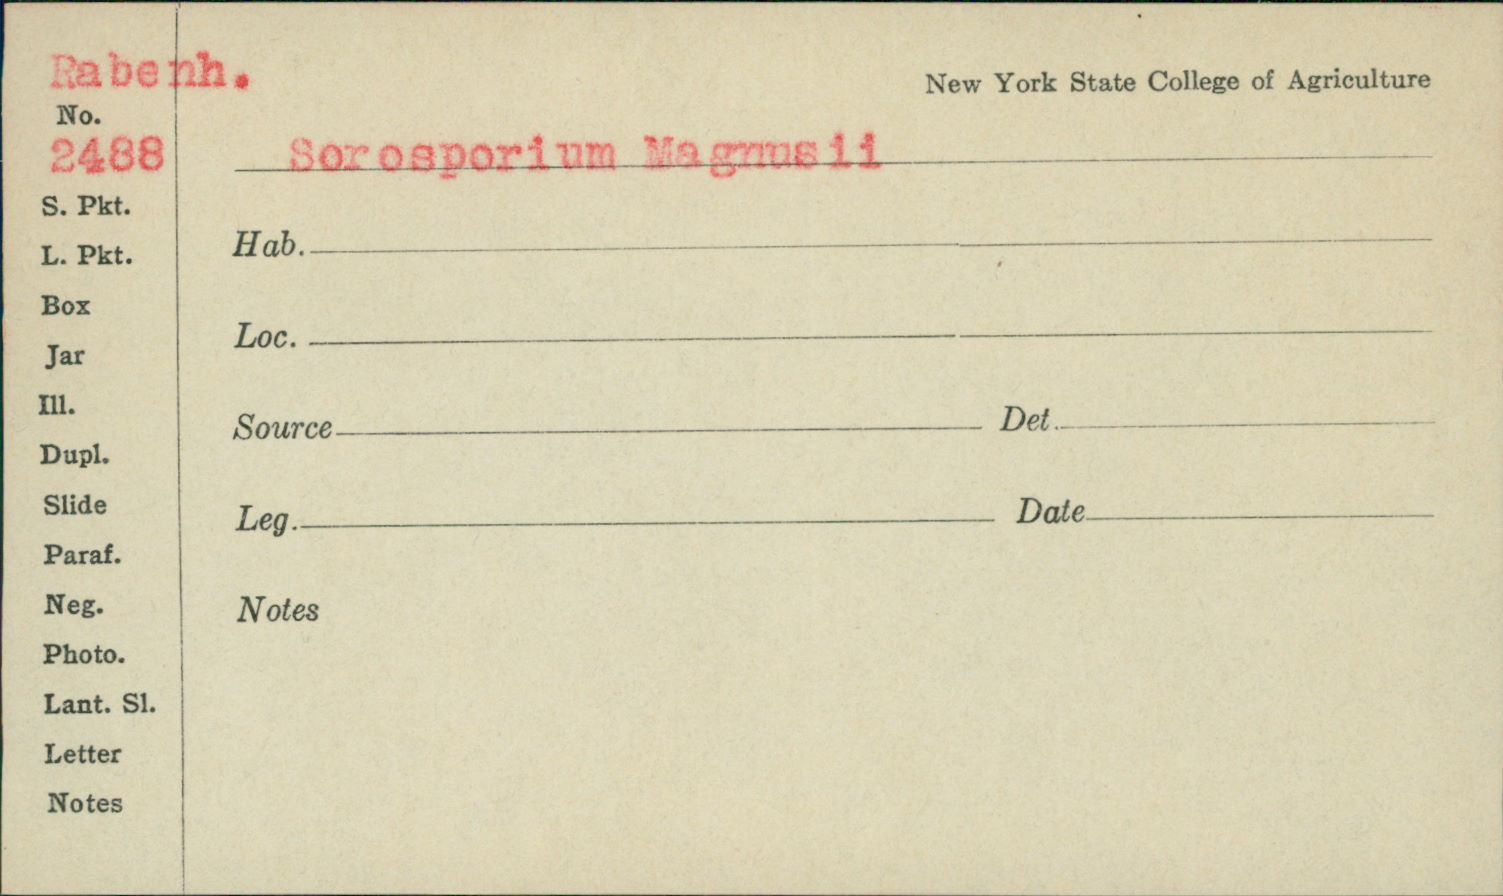 Rabenh.
New York State College of Agriculture
No.
2488
Sorosporium Magnusii
S. Pkt.
Hab.
L. Pkt.
Box
Loc.
Jar
Ill.
Source Det.
Dupl.
Slide
Leg. Date
Paraf.
Neg.
Notes
Photo.
Lant. Sl.
Letter
Notes